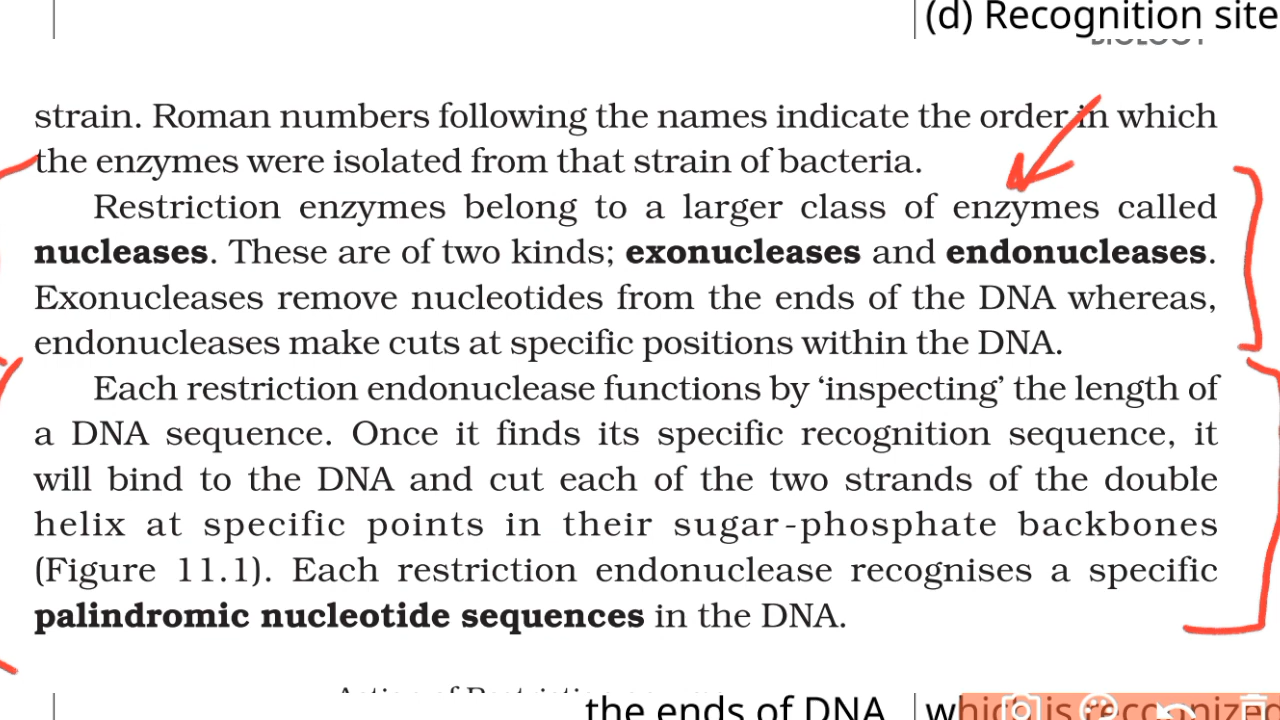 (d) Recognition site
BIOLOGY
strain. Roman numbers following the names indicate the order in which
the enzymes were isolated from that strain of bacteria.
Restriction enzymes belong to a larger class of enzymes called
nucleases. These are of two kinds; exonucleases and endonucleases.
Exonucleases remove nucleotides from the ends of the DNA whereas,
endonucleases make cuts at specific positions within the DNA.
Each restriction endonuclease functions by ‘inspecting’ the length of
a DNA sequence. Once it finds its specific recognition sequence, it
will bind to the DNA and cut each of the two strands of the double
helix at specific points in their sugar-phosphate backbones
(Figure 11.1). Each restriction endonuclease recognises a specific
palindromic nucleotide sequences in the DNA.
the ends of DNA
which is recognized